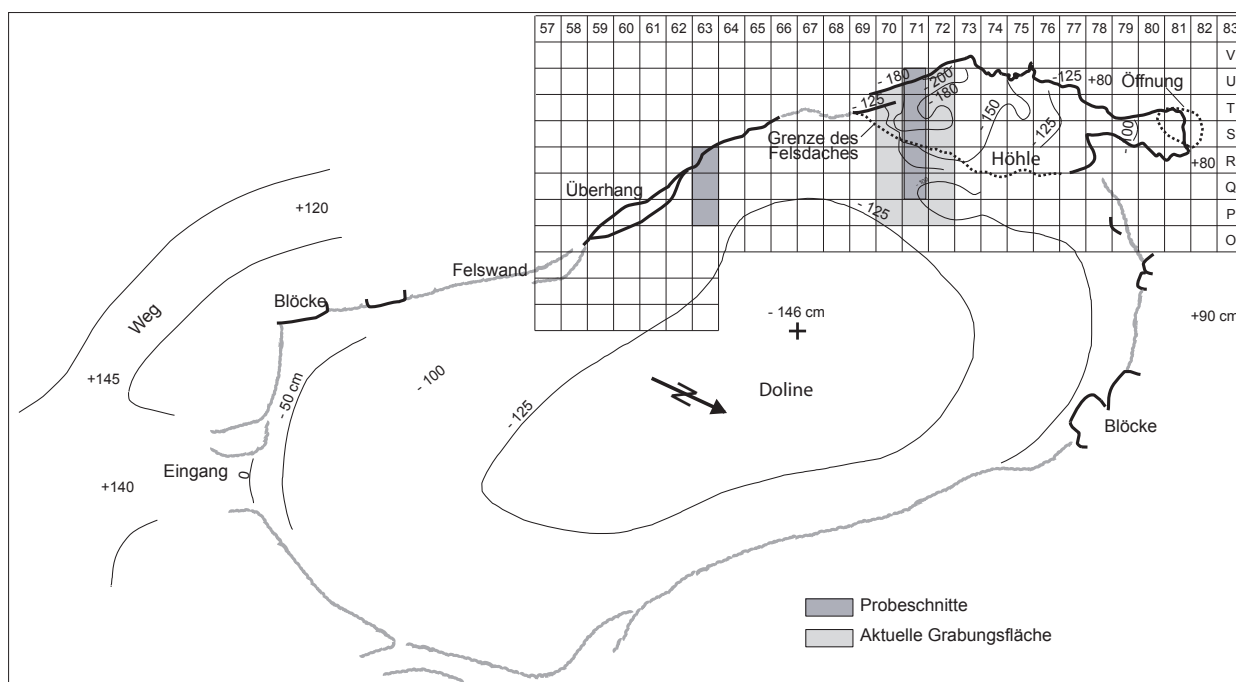 57 58 59 60 61 62 63 64 65 66 67 68 69 70 71 72 73 74 75 76 77 78 79 80 81 82 83
V
U
T
S
R
Q
P
O
- 180
- 200
- 180
- 125
- 150
- 125
- 125
+80
Öffnung
- 100
+80
Grenze des
Felsdaches
Höhle
Überhang
- 125
+120
Felswand
Blöcke
Weg
- 146 cm
+90 cm
+145
- 50 cm
- 100
- 125
N
Doline
Blöcke
Eingang
0
+140
Probeschnitte
Aktuelle Grabungsfläche